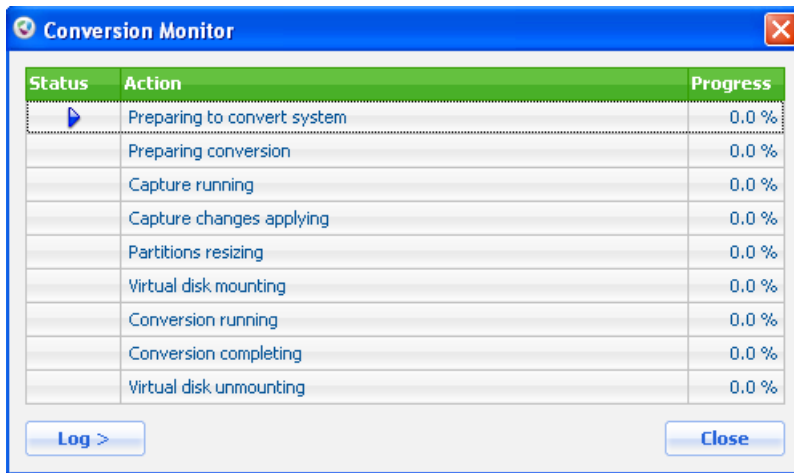 Conversion Monitor
Status Action Progress
Preparing to convert system 0.0 %
Preparing conversion 0.0 %
Capture running 0.0 %
Capture changes applying 0.0 %
Partitions resizing 0.0 %
Virtual disk mounting 0.0 %
Conversion running 0.0 %
Conversion completing 0.0 %
Virtual disk unmounting 0.0 %
Log > Close